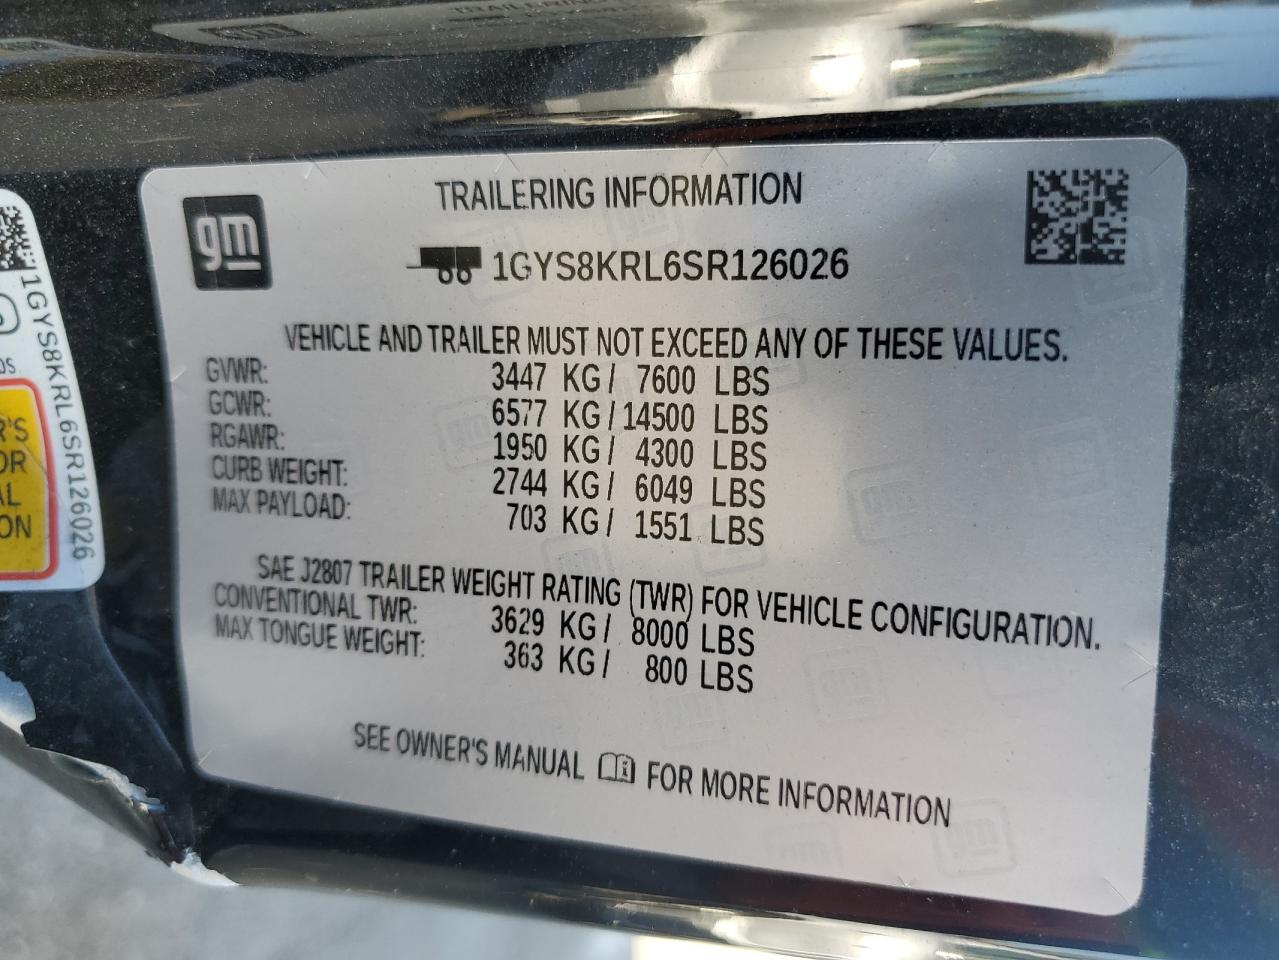 gm
TRAILERING INFORMATION
1GYS8KRL6SR126026
VEHICLE AND TRAILER MUST NOT EXCEED ANY OF THESE VALUES.
GVWR: 3447 KG/ 7600 LBS
GCWR: 6577 KG/14500 LBS
RGAWR: 1950 KG/ 4300 LBS
CURB WEIGHT: 2744 KG/ 6049 LBS
MAX PAYLOAD: 703 KG/ 1551 LBS
SAE J2807 TRAILER WEIGHT RATING (TWR) FOR VEHICLE CONFIGURATION.
CONVENTIONAL TWR: 3629 KG/ 8000 LBS
MAX TONGUE WEIGHT: 363 KG/ 800 LBS
SEE OWNER'S MANUAL i FOR MORE INFORMATION
1GYS8KRL6SR126026